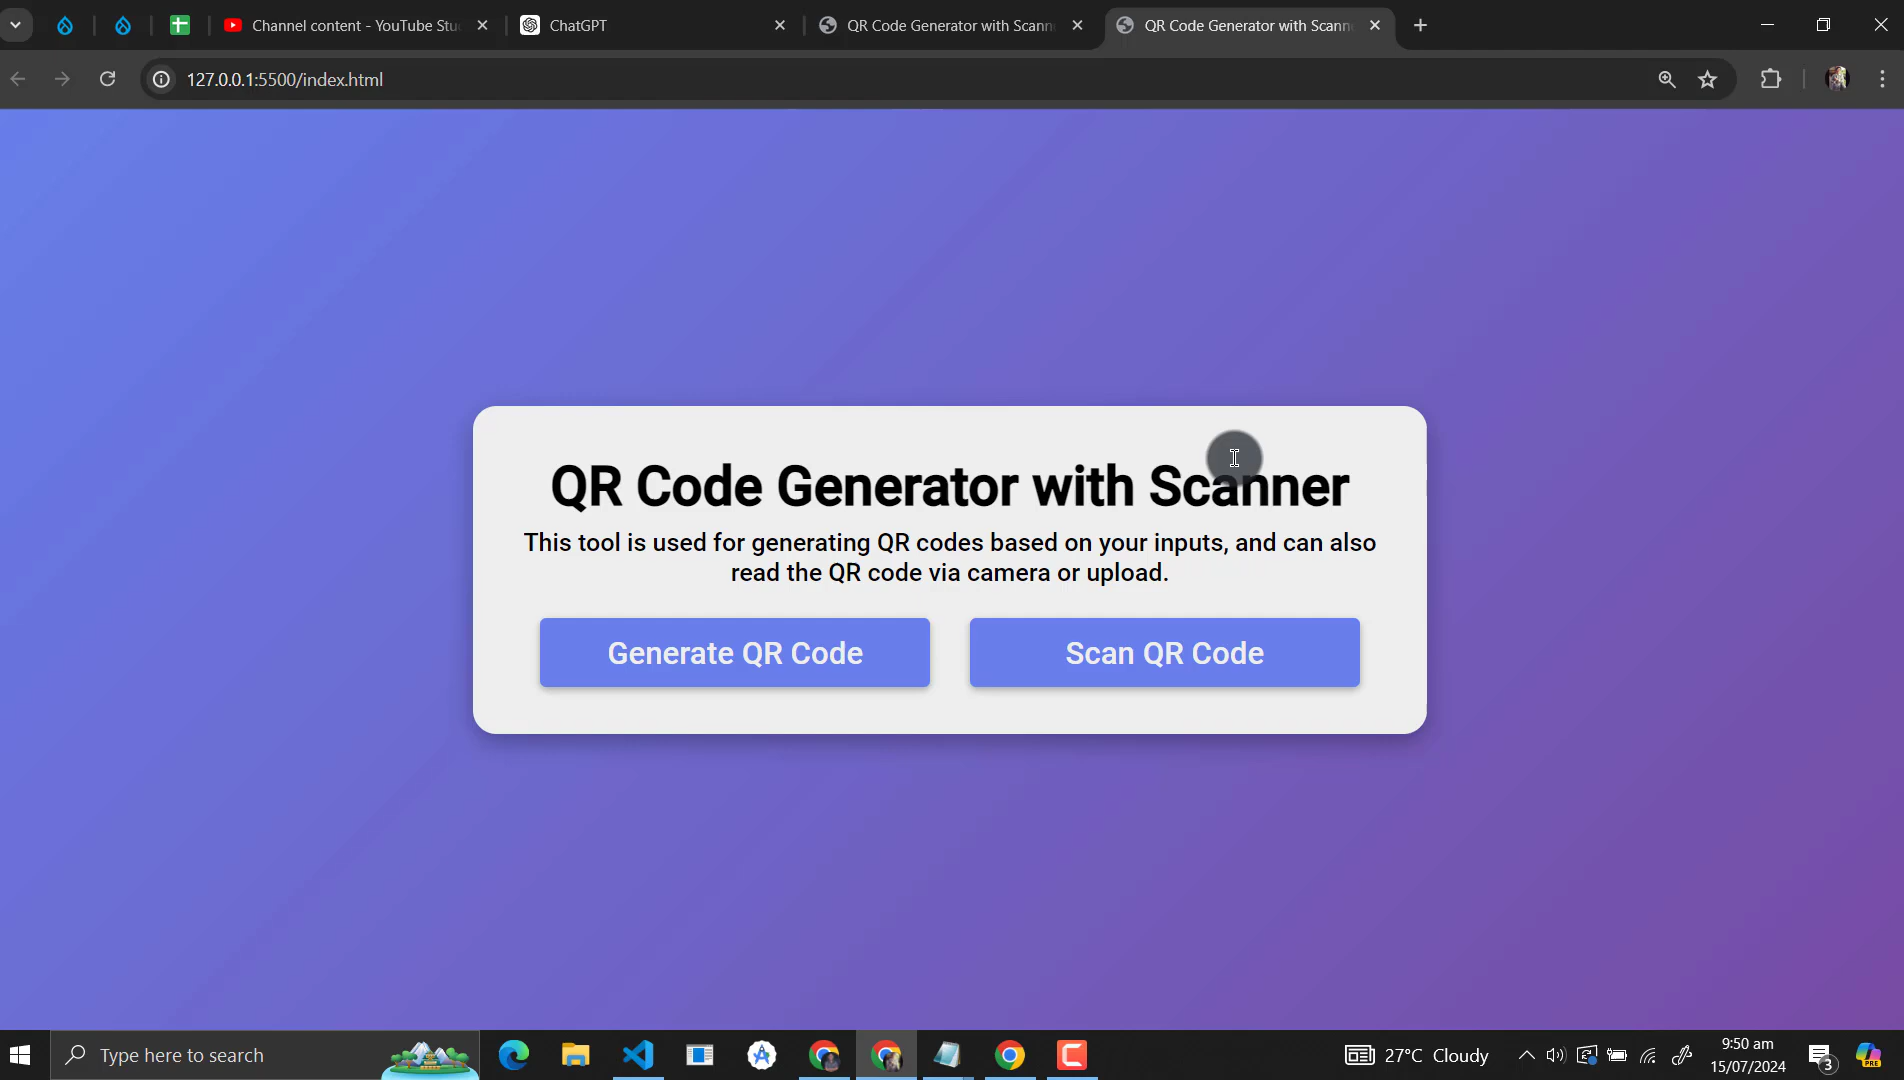 Channel content - YouTube Stu
ChatGPT
QR Code Generator with Scann
QR Code Generator with Scann
127.0.0.1:5500/index.html
QR Code Generator with Scanner
This tool is used for generating QR codes based on your inputs, and can also
read the QR code via camera or upload.
Generate QR Code
Scan QR Code
Type here to search
27°C Cloudy
9:50 am
15/07/2024
3
PRE